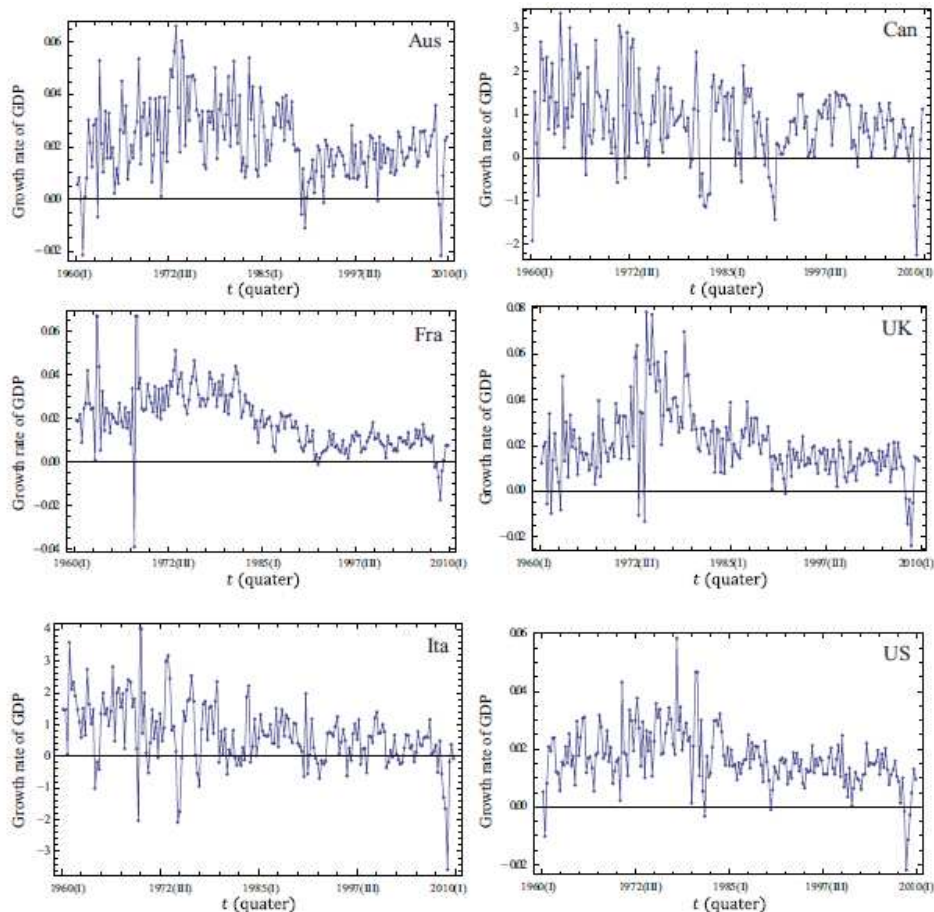 Aus
Growth rate of GDP
0.06
0.04
0.02
0.00
−0.02
1960(I) 1972(III) 1985(I) 1997(III) 2010(I)
t (quater)
Can
Growth rate of GDP
3
2
1
0
−1
−2
1960(I) 1972(III) 1985(I) 1997(III) 2010(I)
t (quater)
Fra
Growth rate of GDP
0.06
0.04
0.02
0.00
−0.02
−0.04
1960(I) 1972(III) 1985(I) 1997(III) 2010(I)
t (quater)
UK
Growth rate of GDP
0.08
0.06
0.04
0.02
0.00
−0.02
1960(I) 1972(III) 1985(I) 1997(III) 2010(I)
t (quater)
Ita
Growth rate of GDP
4
3
2
1
0
−1
−2
−3
1960(I) 1972(III) 1985(I) 1997(III) 2010(I)
t (quater)
US
Growth rate of GDP
0.06
0.04
0.02
0.00
−0.02
1960(I) 1972(III) 1985(I) 1997(III) 2010(I)
t (quater)